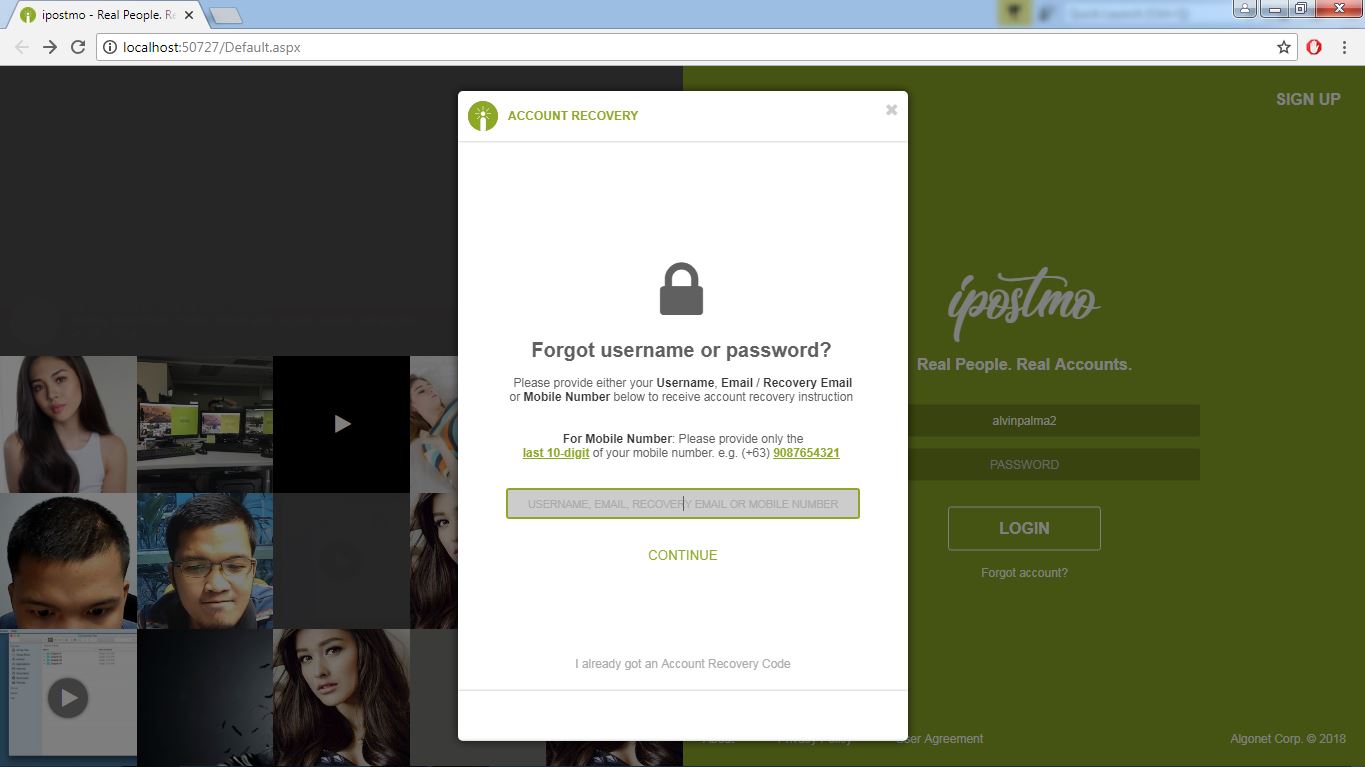 ipostmo - Real People. Re
localhost:50727/Default.aspx
SIGN UP
ACCOUNT RECOVERY
Forgot username or password?
Please provide either your Username, Email / Recovery Email
or Mobile Number below to receive account recovery instruction
For Mobile Number: Please provide only the
last 10-digit of your mobile number. e.g. (+63) 9087654321
USERNAME, EMAIL, RECOVERY EMAIL OR MOBILE NUMBER
CONTINUE
I already got an Account Recovery Code
ipostmo
Real People. Real Accounts.
alvinpalma2
PASSWORD
LOGIN
Forgot account?
About Privacy Policy User Agreement Algonet Corp. © 2018